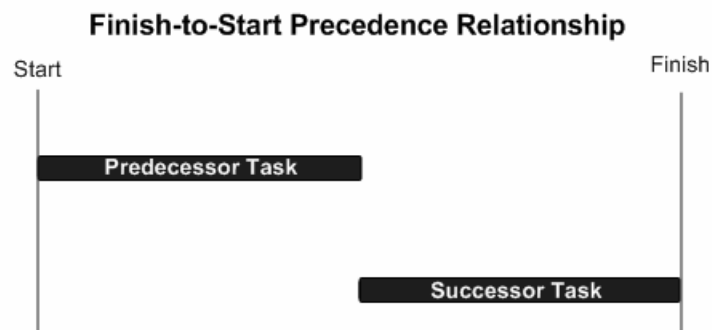 Finish-to-Start Precedence Relationship
Start
Finish
Predecessor Task
Successor Task